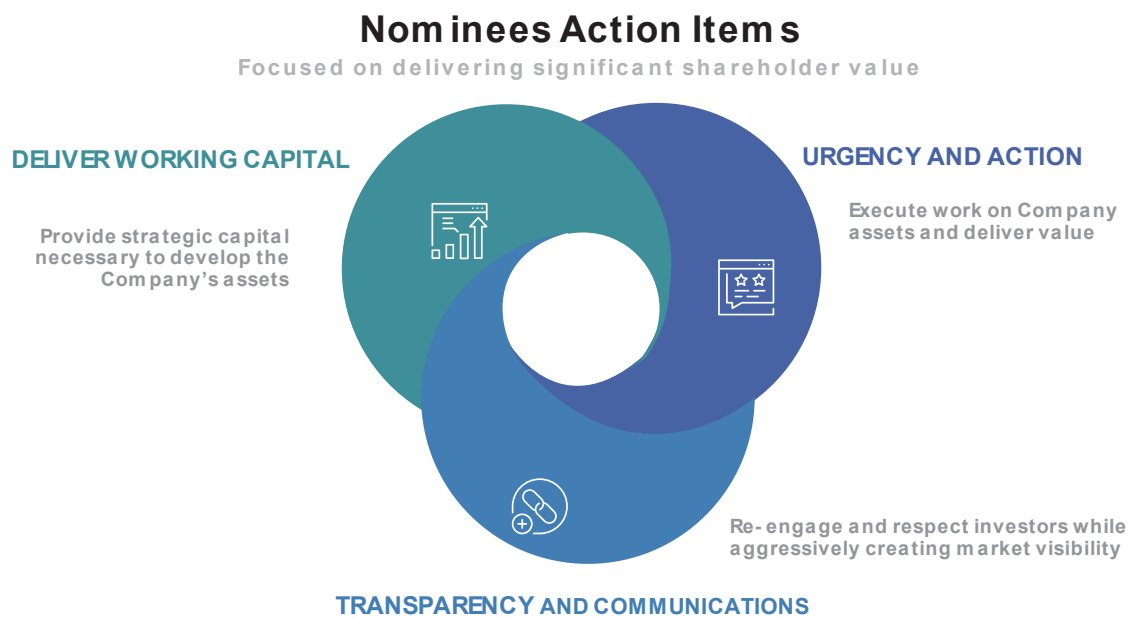 Nominees Action Items
Focused on delivering significant shareholder value
DELIVER WORKING CAPITAL
Provide strategic capital
necessary to develop the
Company’s assets
URGENCY AND ACTION
Execute work on Company
assets and deliver value
Re-engage and respect investors while
aggressively creating market visibility
TRANSPARENCY AND COMMUNICATIONS